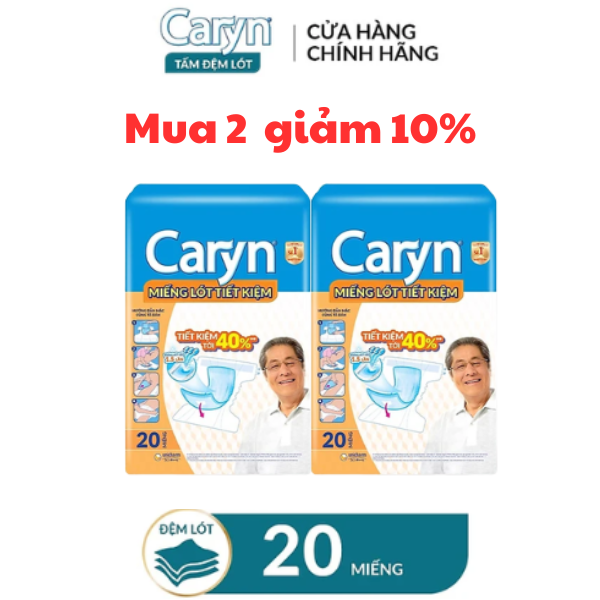 Caryn
TẤM ĐỆM LÓT
CỬA HÀNG
CHÍNH HÃNG
Mua 2 giảm 10%
Caryn
MIẾNG LÓT TIẾT KIỆM
TIẾT KIỆM
TỚI 40%
20 MIẾNG
Caryn
MIẾNG LÓT TIẾT KIỆM
TIẾT KIỆM
TỚI 40%
20 MIẾNG
ĐỆM LÓT
20 MIẾNG